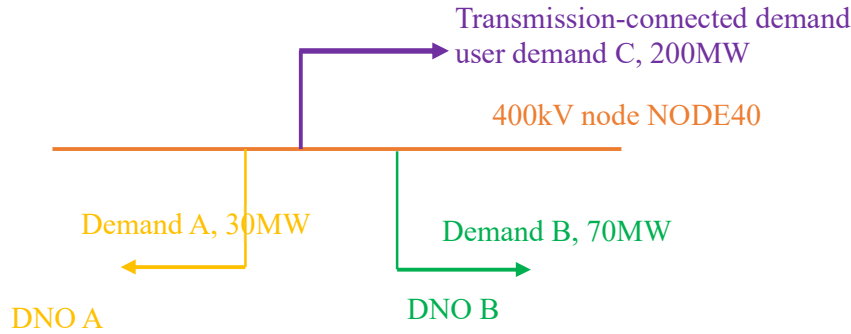 Transmission-connected demand
user demand C, 200MW
400kV node NODE40
Demand A, 30MW
Demand B, 70MW
DNO A
DNO B